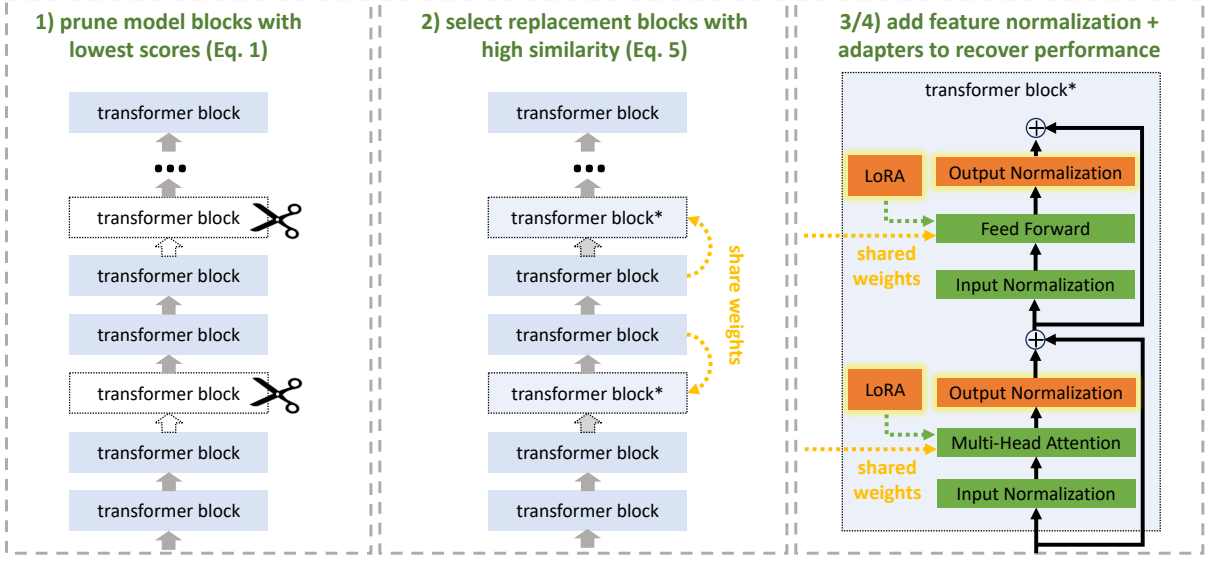 1) prune model blocks with
lowest scores (Eq. 1)
transformer block
...
transformer block
transformer block
transformer block
transformer block
transformer block
transformer block
2) select replacement blocks with
high similarity (Eq. 5)
transformer block
...
transformer block*
transformer block
transformer block
transformer block*
transformer block
transformer block
share weights
3/4) add feature normalization +
adapters to recover performance
transformer block*
LoRA
Output Normalization
Feed Forward
shared
weights
Input Normalization
LoRA
Output Normalization
Multi-Head Attention
shared
weights
Input Normalization